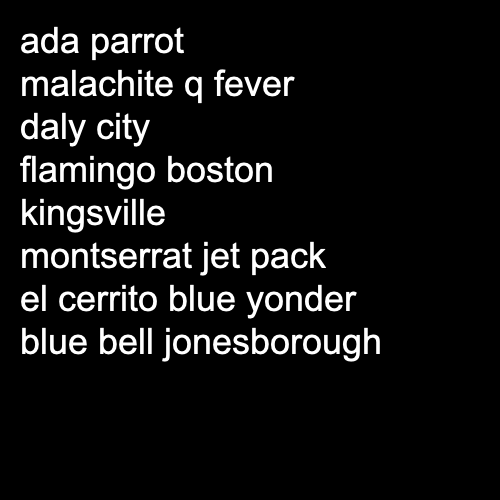 ada parrot
malachite q fever
daly city
flamingo boston
kingsville
montserrat jet pack
el cerrito blue yonder
blue bell jonesborough